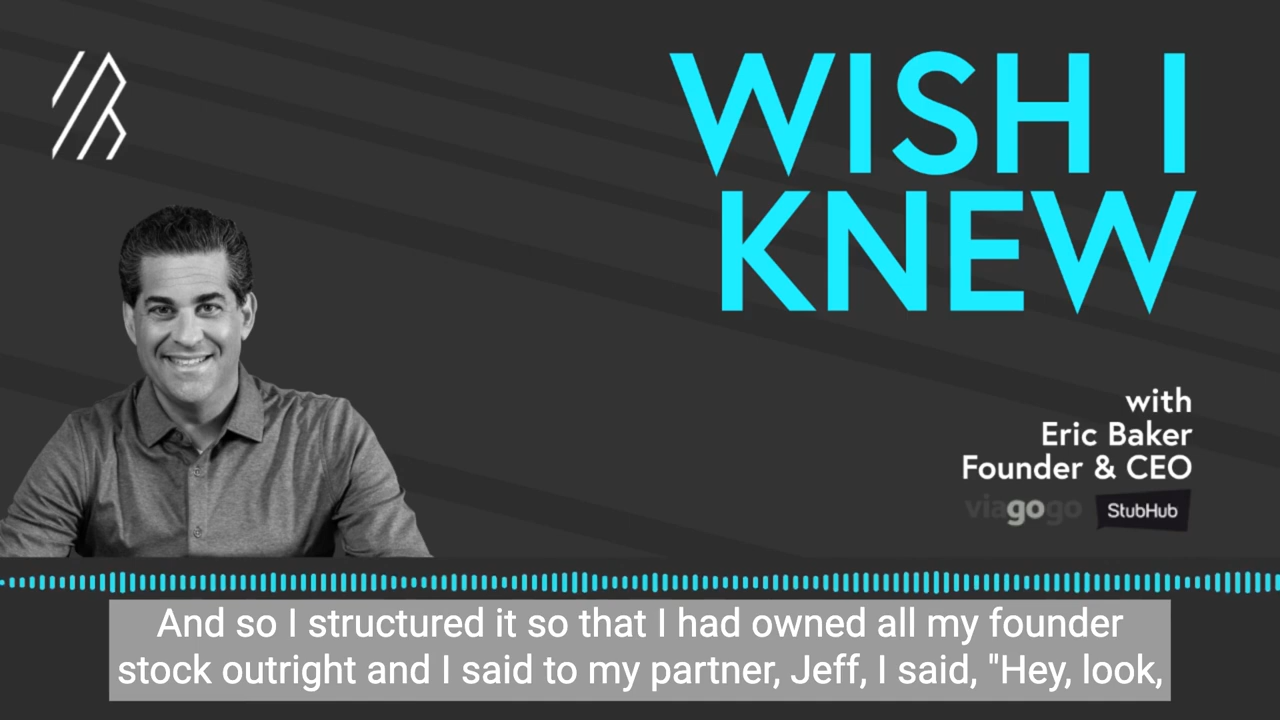 WISH I
KNEW
with
Eric Baker
Founder & CEO
viagogo StubHub
And so I structured it so that I had owned all my founder
stock outright and I said to my partner, Jeff, I said, "Hey, look,